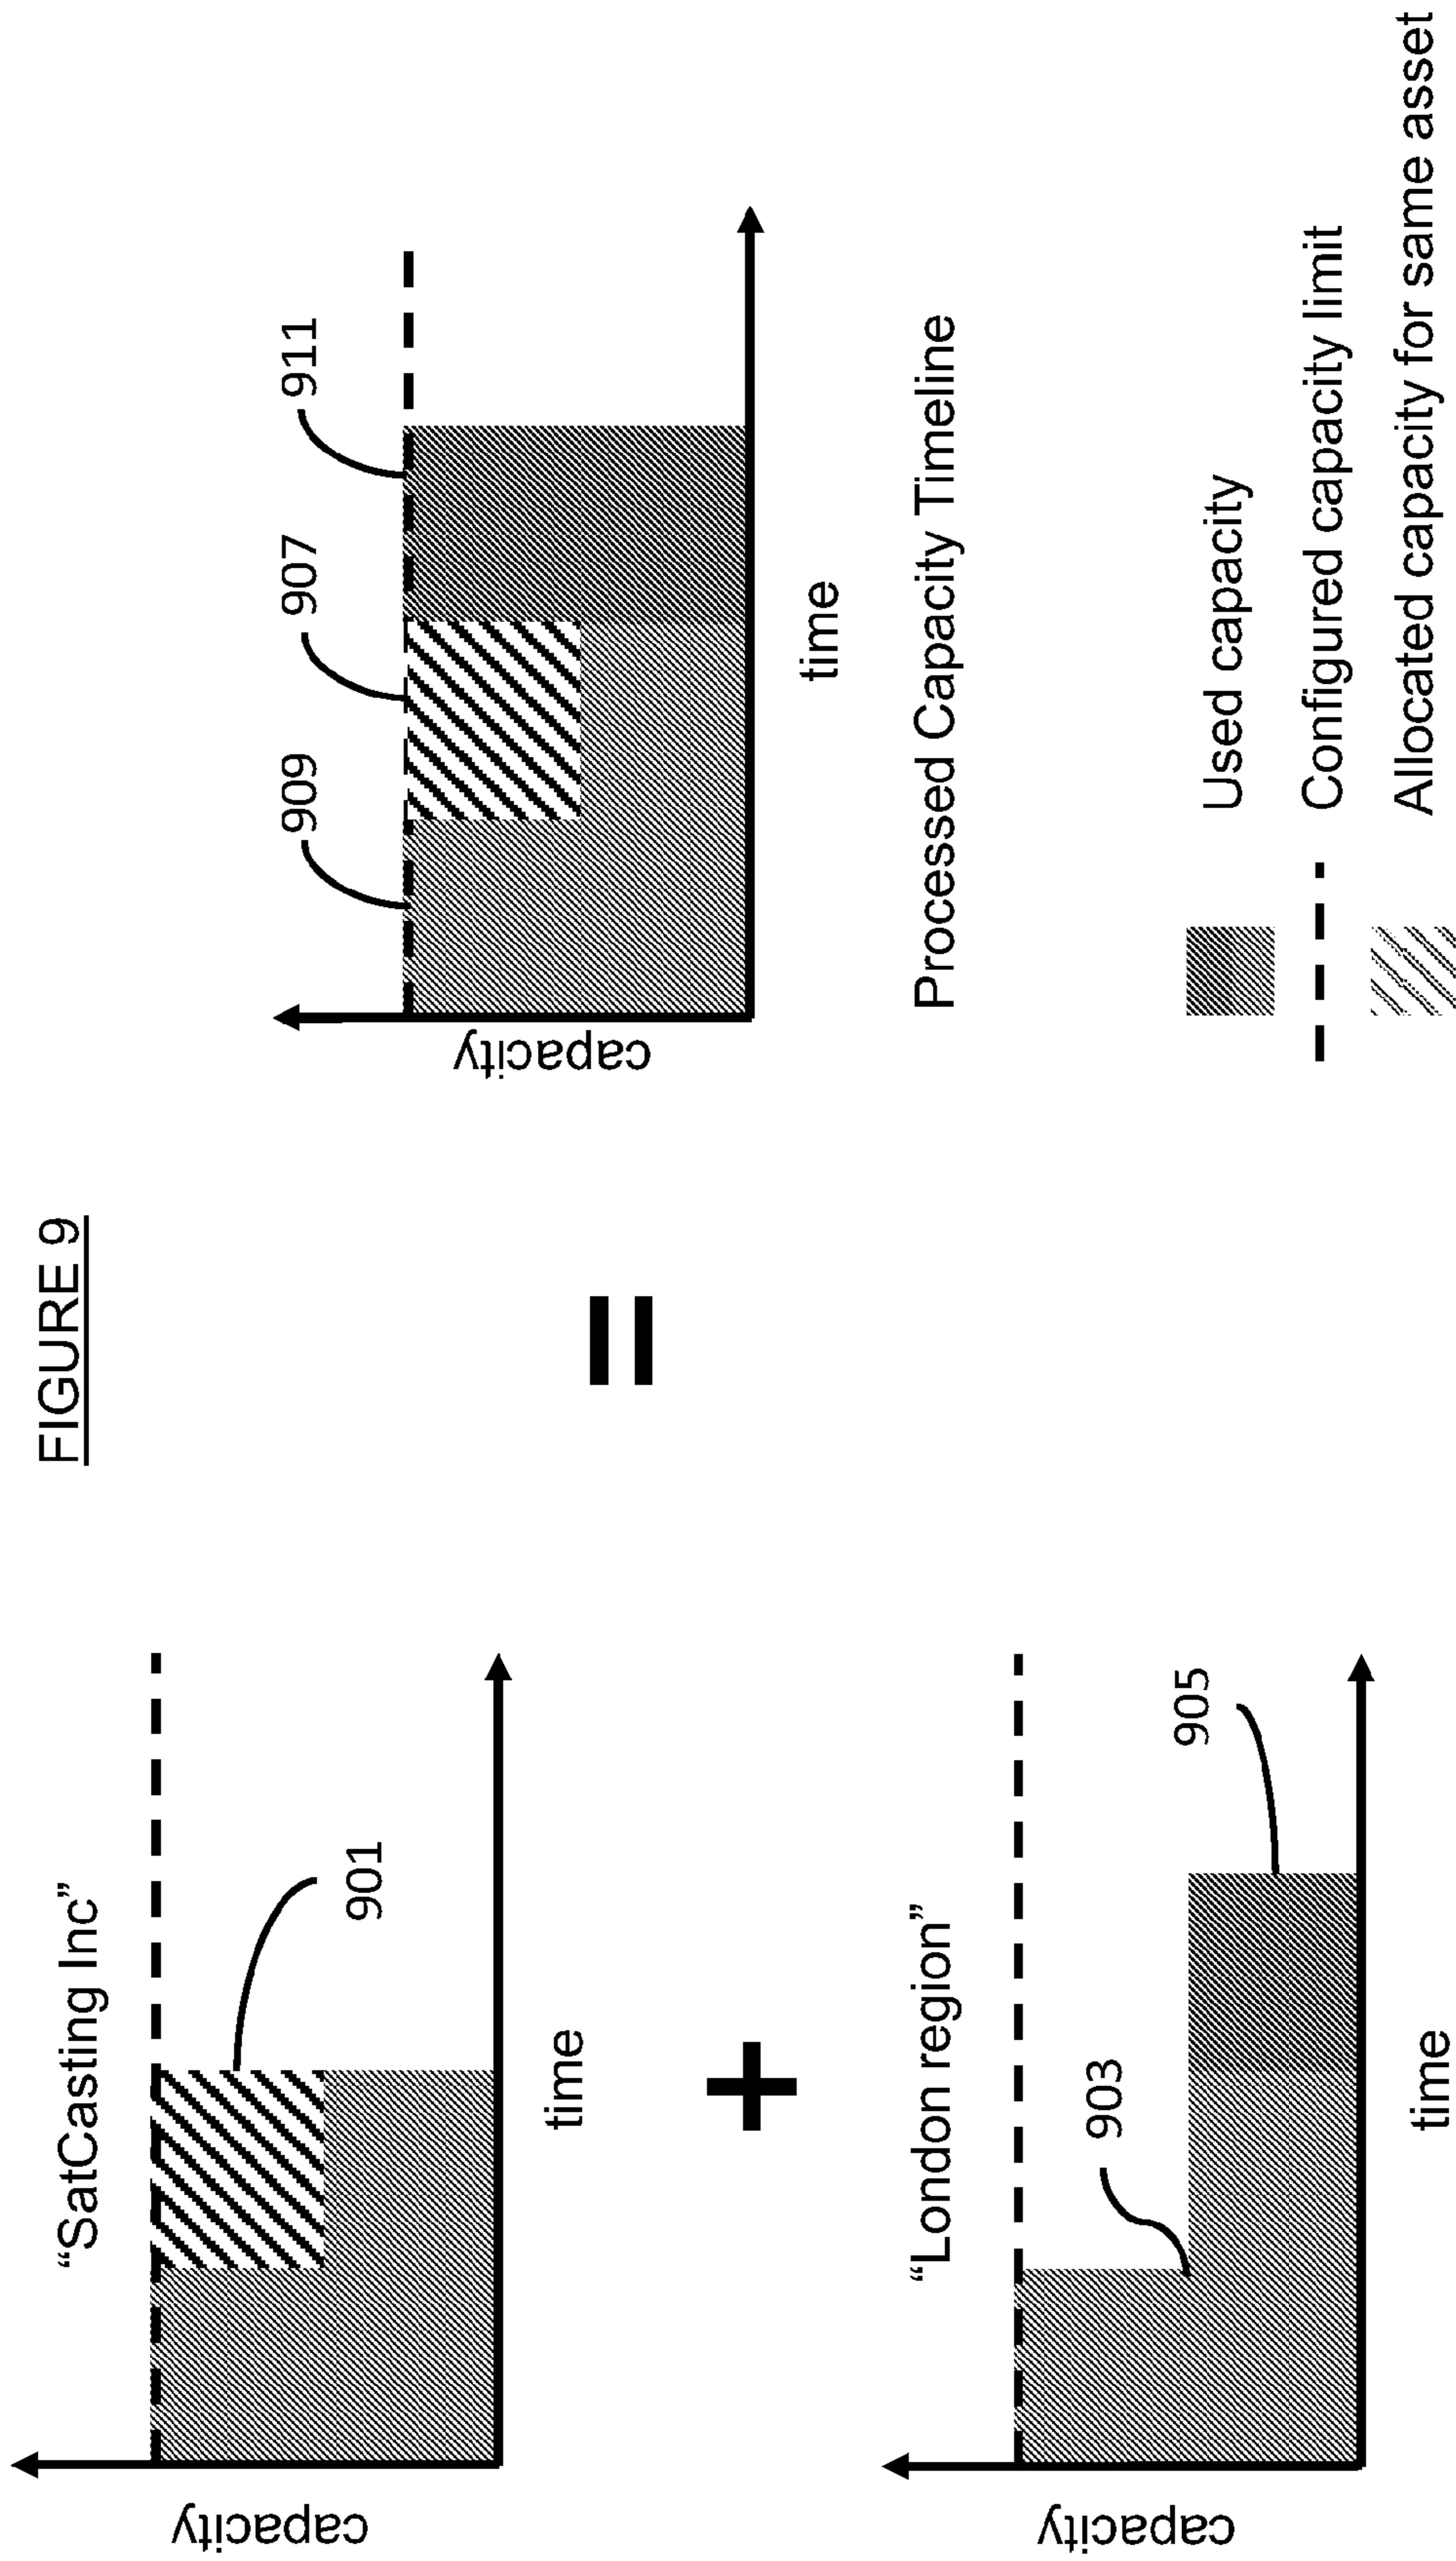 FIGURE 9
“SatCasting Inc”
capacity
901
time
+
“London region”
capacity
903
905
time
=
909
907
911
capacity
time
Processed Capacity Timeline
Used capacity
Configured capacity limit
Allocated capacity for same asset